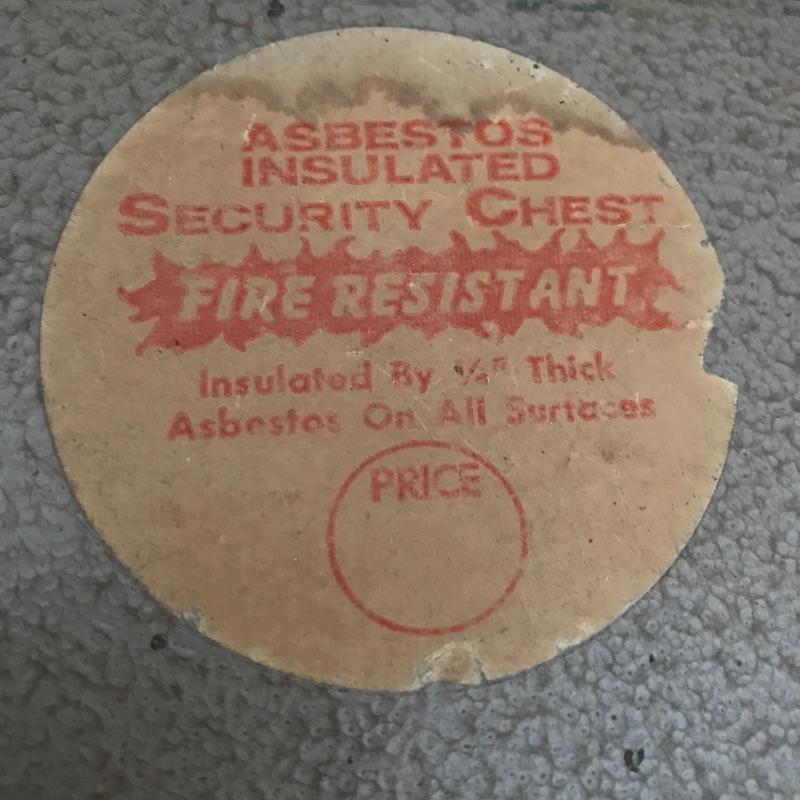 ASBESTOS
INSULATED
SECURITY CHEST
FIRE RESISTANT
Insulated By ½" Thick
Asbestos On All Surfaces
PRICE